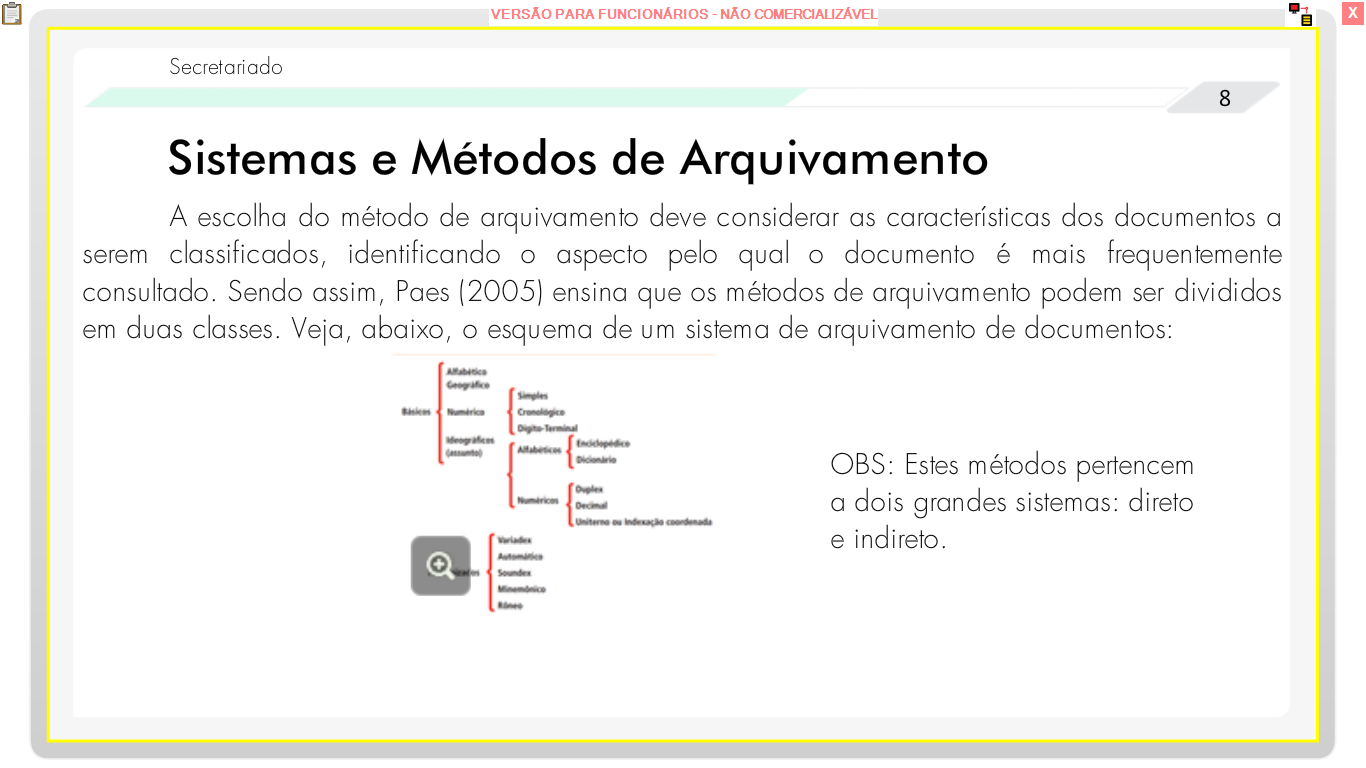 VERSÃO PARA FUNCIONÁRIOS - NÃO COMERCIALIZÁVEL
X
Secretariado
8
Sistemas e Métodos de Arquivamento
A escolha do método de arquivamento deve considerar as características dos documentos a
serem classificados, identificando o aspecto pelo qual o documento é mais frequentemente
consultado. Sendo assim, Paes (2005) ensina que os métodos de arquivamento podem ser divididos
em duas classes. Veja, abaixo, o esquema de um sistema de arquivamento de documentos:
Alfabético
Geográfico
Simples
Básicos
Numérico
Cronológico
Dígito-Terminal
Ideográficos
(assunto)
Alfabéticos
Enciclopédico
Dicionário
Duplex
Numéricos
Decimal
Unitermo ou Indexação coordenada
Variadex
Automático
Soundex
Minemônico
Rôneo
OBS: Estes métodos pertencem
a dois grandes sistemas: direto
e indireto.